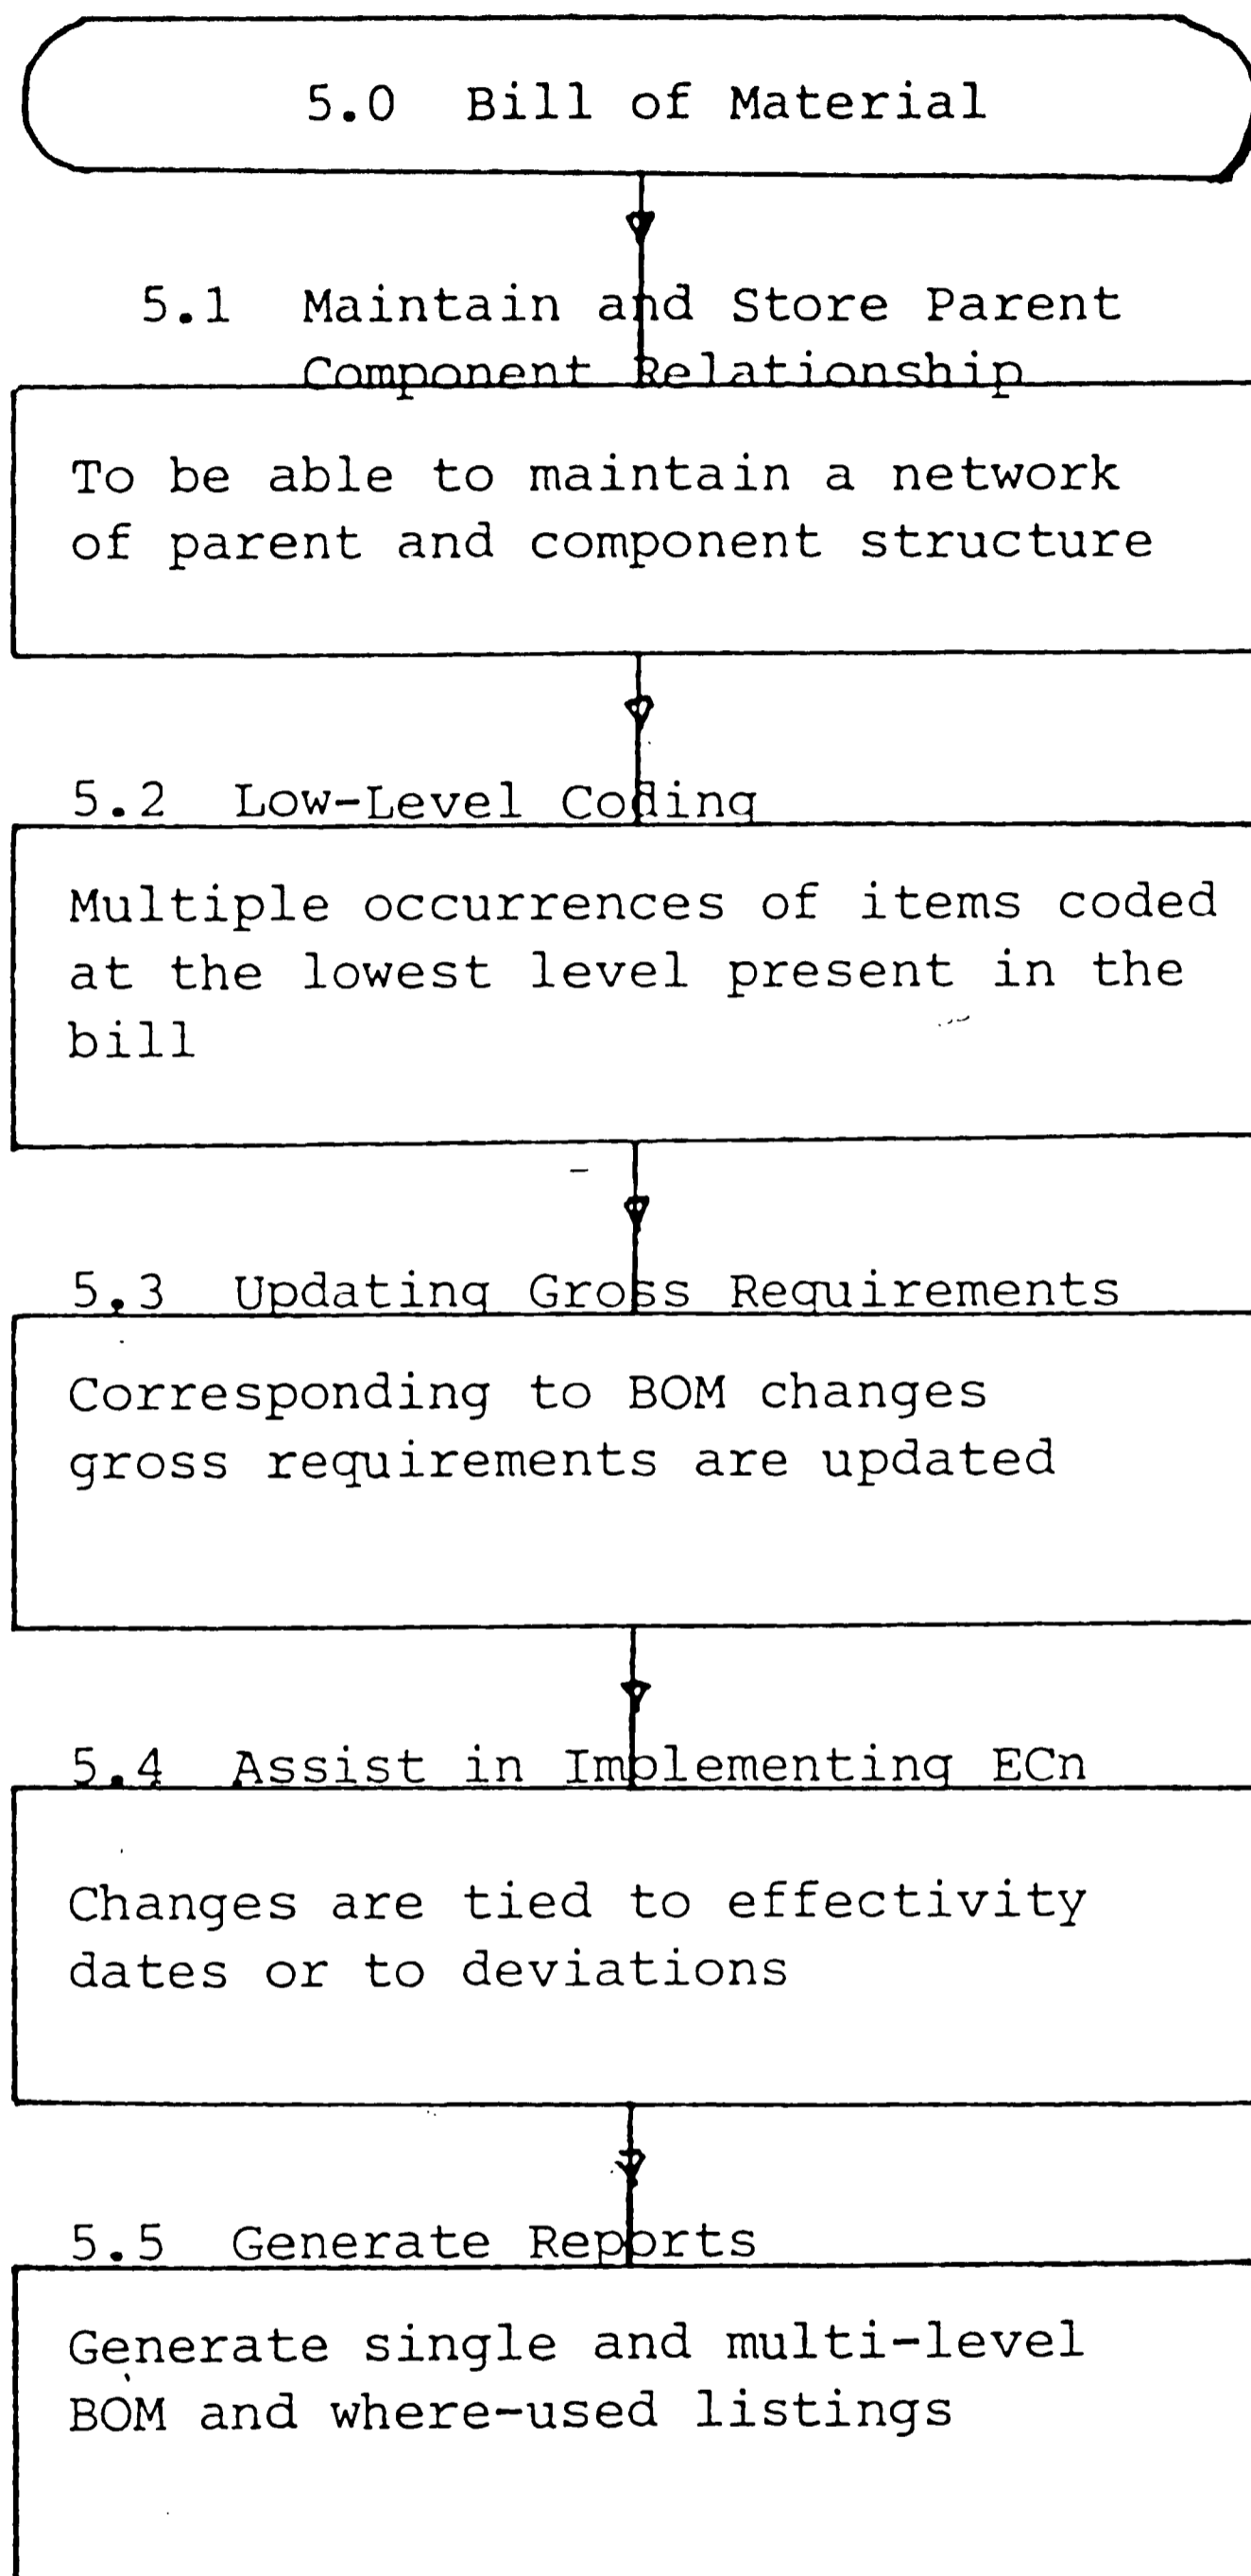 5.0 Bill of Material
5.1 Maintain and Store Parent
Component Relationship
To be able to maintain a network
of parent and component structure
5.2 Low-Level Coding
Multiple occurrences of items coded
at the lowest level present in the
bill
5.3 Updating Gross Requirements
Corresponding to BOM changes
gross requirements are updated
5.4 Assist in Implementing ECn
Changes are tied to effectivity
dates or to deviations
5.5 Generate Reports
Generate single and multi-level
BOM and where-used listings